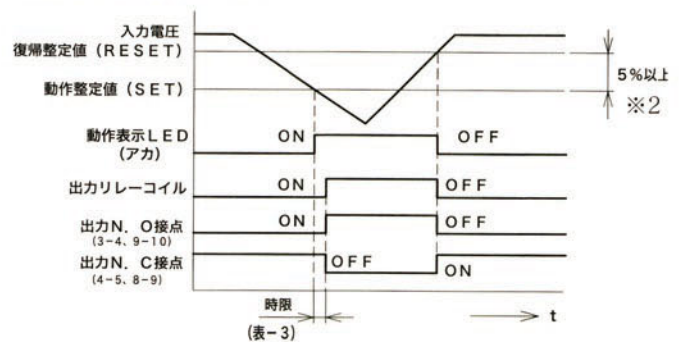 入力電圧
復帰整定値(RESET)
動作整定値(SET)
5%以上
※2
動作表示LED
(アカ)
ON
OFF
出力リレーコイル
ON
OFF
出力N.O接点
(3-4、9-10)
ON
OFF
出力N.C接点
(4-5、8-9)
OFF
ON
時限
(表-3)
t